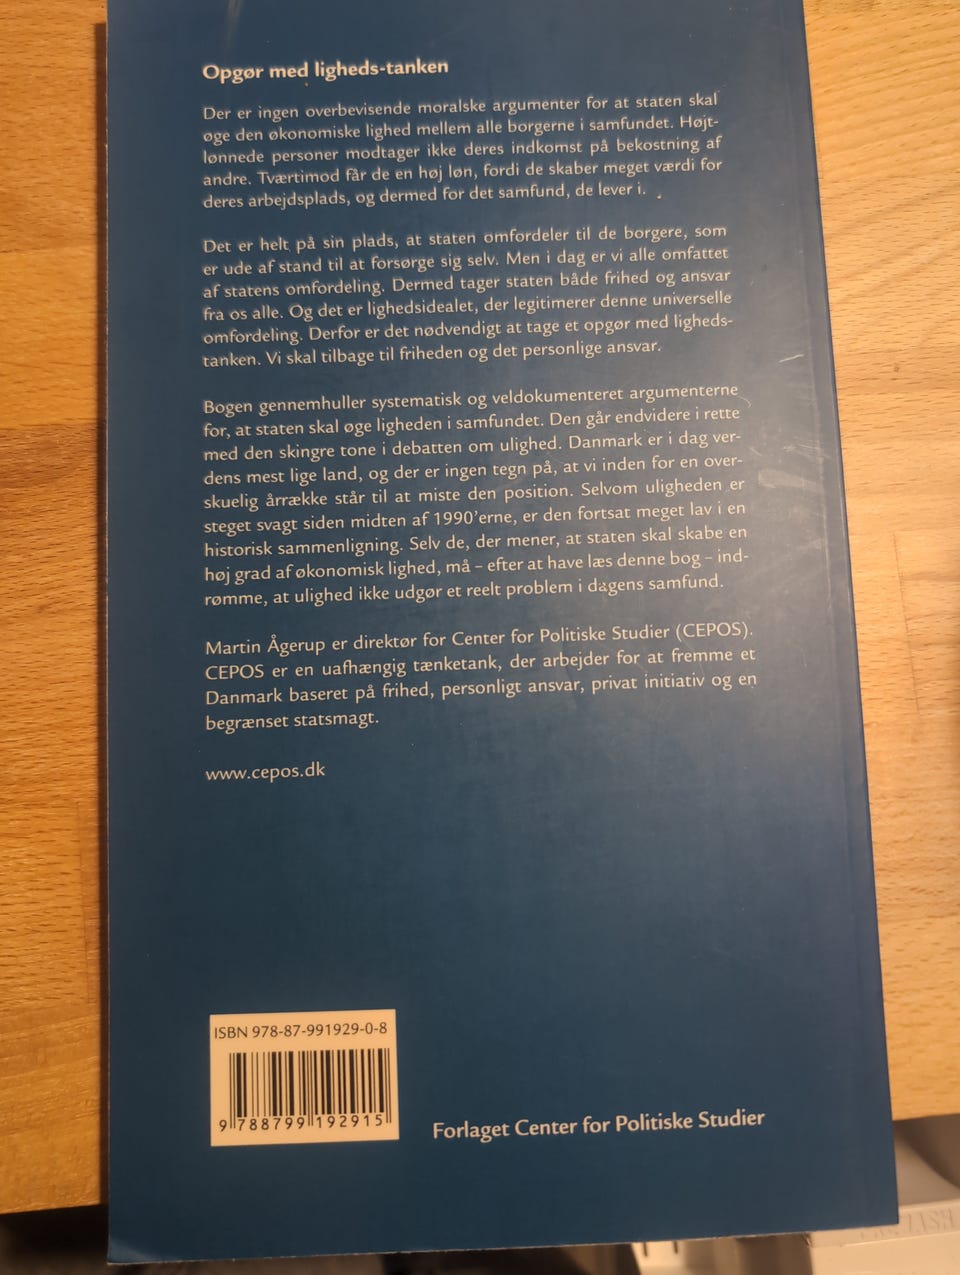 Opgør med ligheds-tanken
Der er ingen overbevisende moralske argumenter for at staten skal
øge den økonomiske lighed mellem alle borgerne i samfundet. Højt-
lønnede personer modtager ikke deres indkomst på bekostning af
andre. Tværtimod får de en høj løn, fordi de skaber meget værdi for
deres arbejdsplads, og dermed for det samfund, de lever i.
Det er helt på sin plads, at staten omfordeler til de borgere, som
er ude af stand til at forsørge sig selv. Men i dag er vi alle omfattet
af statens omfordeling. Dermed tager staten både frihed og ansvar
fra os alle. Og det er lighedsidealet, der legitimerer denne universelle
omfordeling. Derfor er det nødvendigt at tage et opgør med ligheds-
tanken. Vi skal tilbage til friheden og det personlige ansvar.
Bogen gennemhuller systematisk og veldokumenteret argumenterne
for, at staten skal øge ligheden i samfundet. Den går endvidere i rette
med den skingre tone i debatten om ulighed. Danmark er i dag ver-
dens mest lige land, og der er ingen tegn på, at vi inden for en over-
skuelig årrække står til at miste den position. Selvom uligheden er
steget svagt siden midten af 1990'erne, er den fortsat meget lav i en
historisk sammenligning. Selv de, der mener, at staten skal skabe en
høj grad af økonomisk lighed, må – efter at have læs denne bog – ind-
rømme, at ulighed ikke udgør et reelt problem i dagens samfund.
Martin Ågerup er direktør for Center for Politiske Studier (CEPOS).
CEPOS er en uafhængig tænketank, der arbejder for at fremme et
Danmark baseret på frihed, personligt ansvar, privat initiativ og en
begrænset statsmagt.
www.cepos.dk
ISBN 978-87-991929-0-8
9 788799 192915
Forlaget Center for Politiske Studier